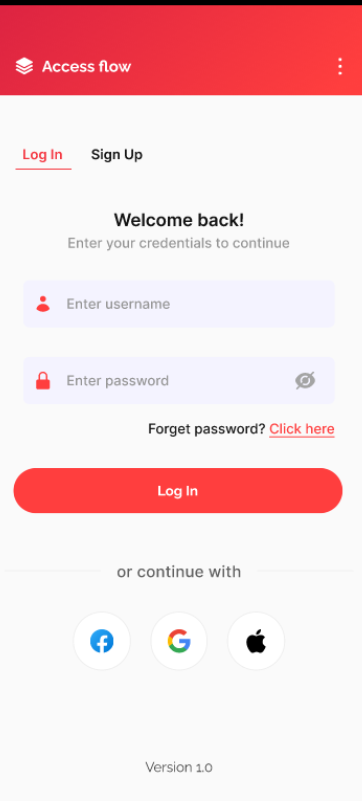 Access flow
Log In Sign Up
Welcome back!
Enter your credentials to continue
Enter username
Enter password
Forget password? Click here
Log In
or continue with
Version 1.0